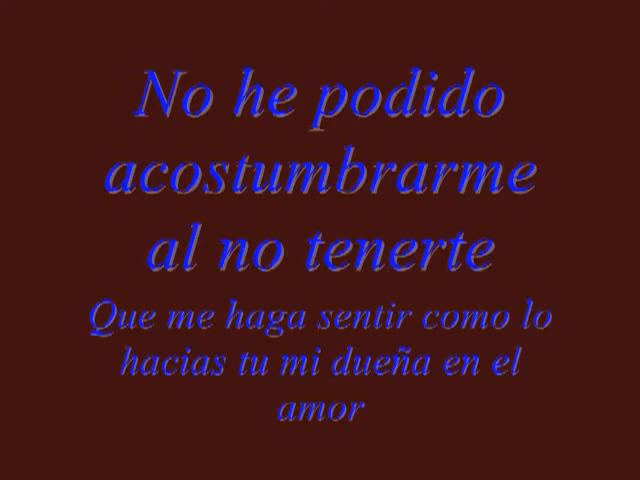 No he podido
acostumbrarme
al no tenerte
Que me haga sentir como lo
hacias tu mi dueña en el
amor